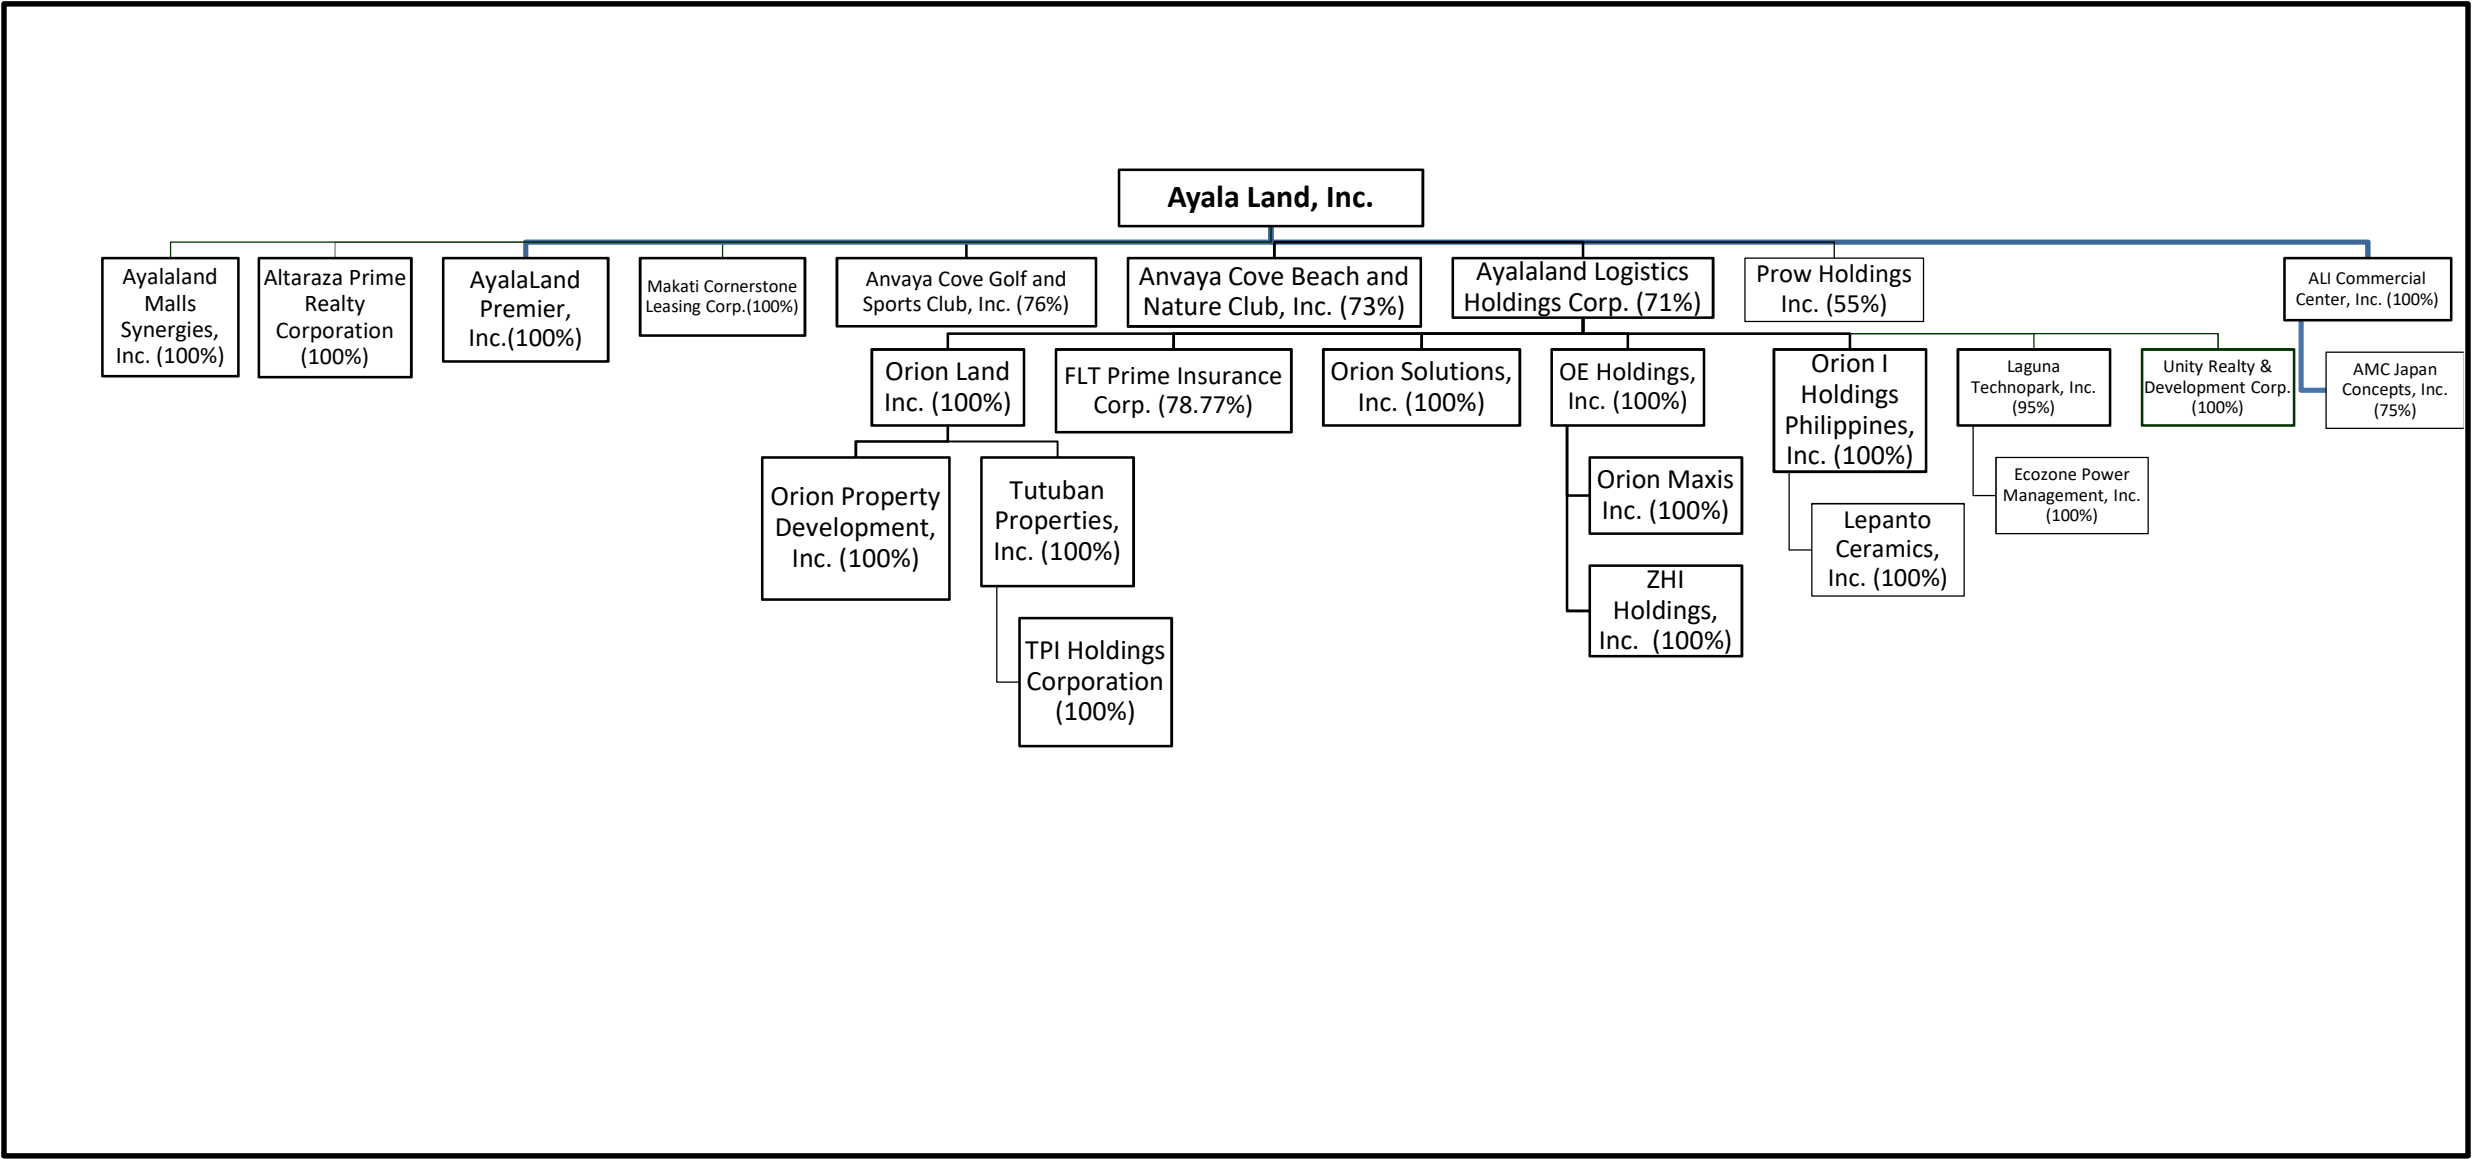 Ayala Land, Inc.
Ayalaland
Malls
Synergies,
Inc. (100%)
Altaraza Prime
Realty
Corporation
(100%)
AyalaLand
Premier,
Inc.(100%)
Makati Cornerstone
Leasing Corp.(100%)
Anvaya Cove Golf and
Sports Club, Inc. (76%)
Anvaya Cove Beach and
Nature Club, Inc. (73%)
Ayalaland Logistics
Holdings Corp. (71%)
Prow Holdings
Inc. (55%)
ALI Commercial
Center, Inc. (100%)
Orion Land
Inc. (100%)
FLT Prime Insurance
Corp. (78.77%)
Orion Solutions,
Inc. (100%)
OE Holdings,
Inc. (100%)
Orion I
Holdings
Philippines,
Inc. (100%)
Laguna
Technopark, Inc.
(95%)
Unity Realty &
Development Corp.
(100%)
AMC Japan
Concepts, Inc.
(75%)
Orion Property
Development,
Inc. (100%)
Tutuban
Properties,
Inc. (100%)
Orion Maxis
Inc. (100%)
Ecozone Power
Management, Inc.
(100%)
Lepanto
Ceramics,
Inc. (100%)
ZHI
Holdings,
Inc.  (100%)
TPI Holdings
Corporation
(100%)